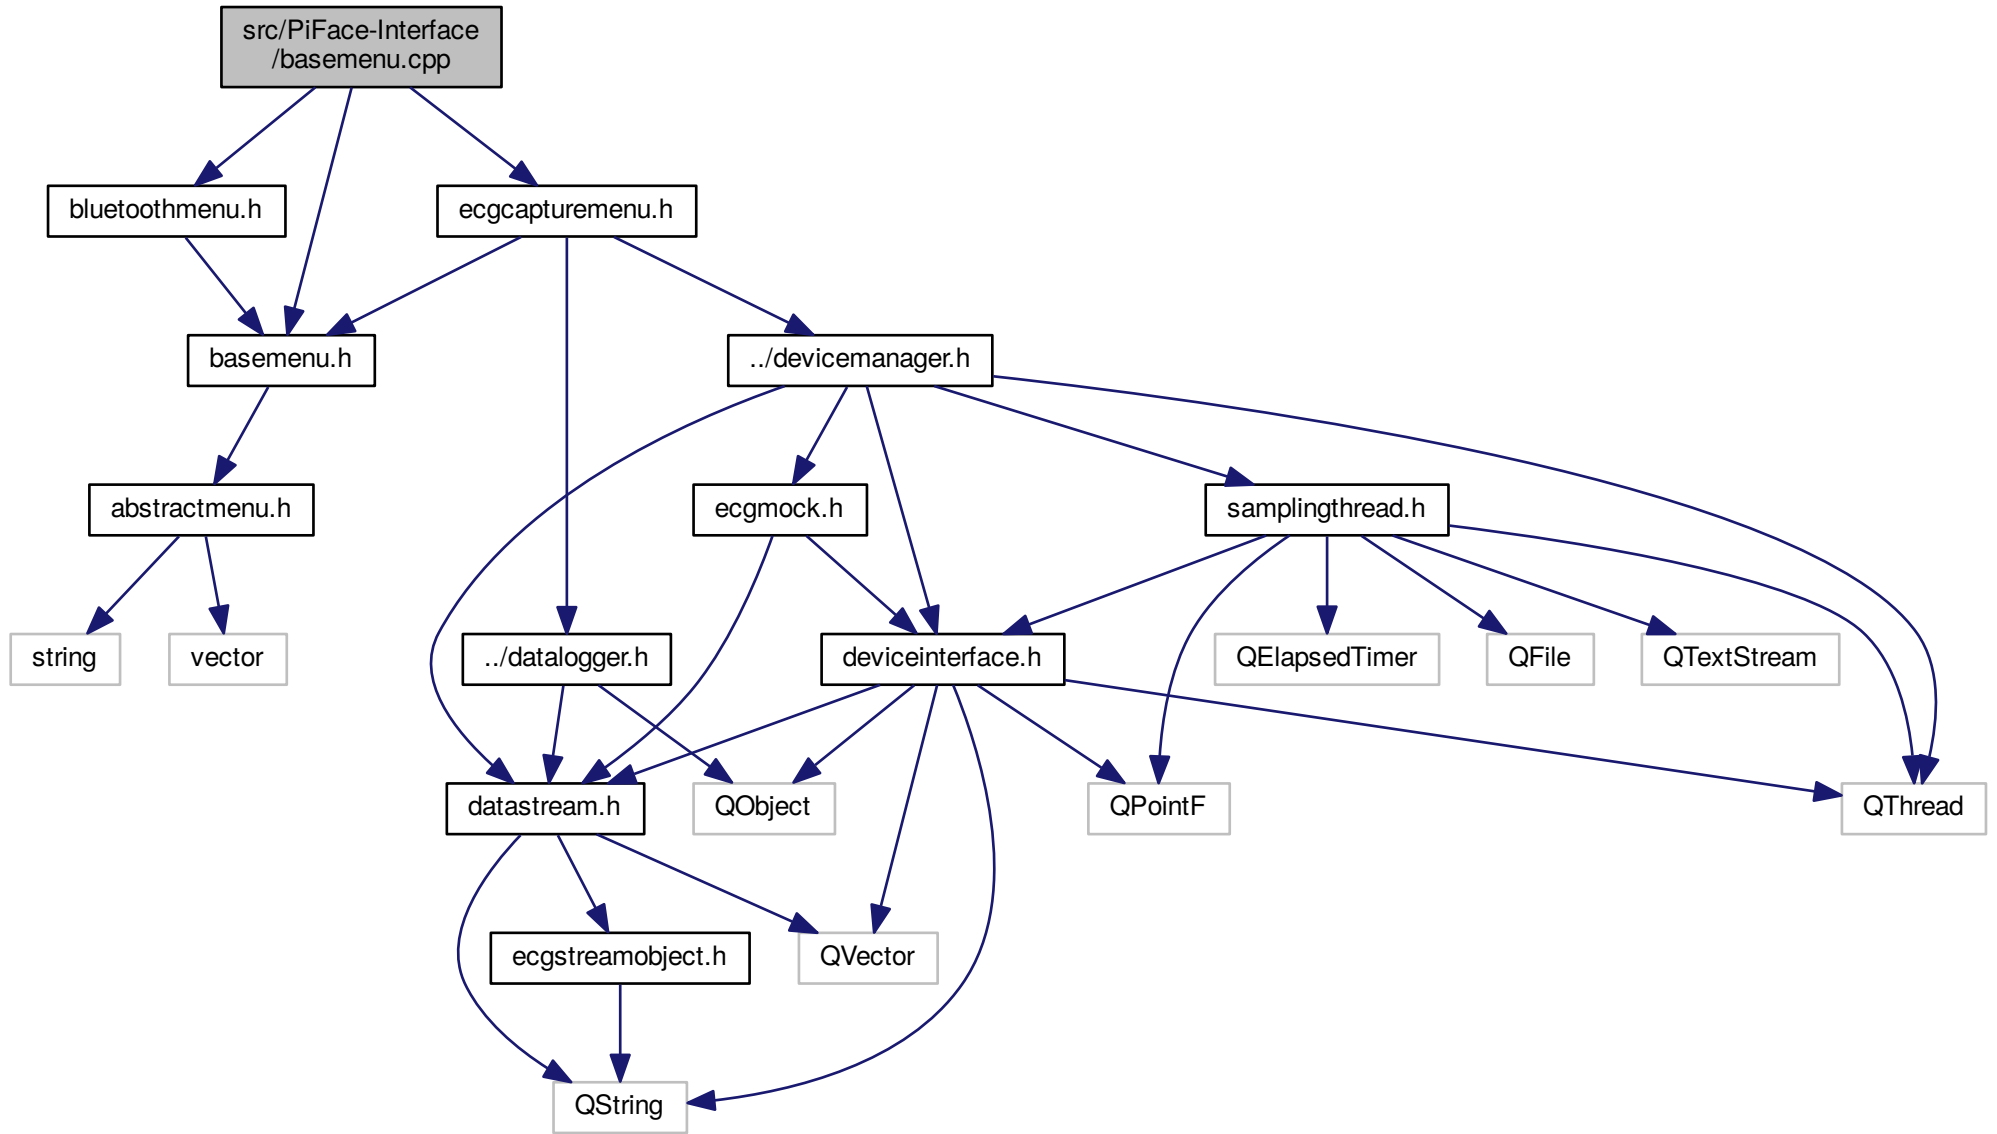 src/PiFace-Interface
/basemenu.cpp
bluetoothmenu.h
ecgcapturemenu.h
basemenu.h
../devicemanager.h
abstractmenu.h
ecgmock.h
samplingthread.h
string
vector
../datalogger.h
deviceinterface.h
QElapsedTimer
QFile
QTextStream
datastream.h
QObject
QPointF
QThread
ecgstreamobject.h
QVector
QString